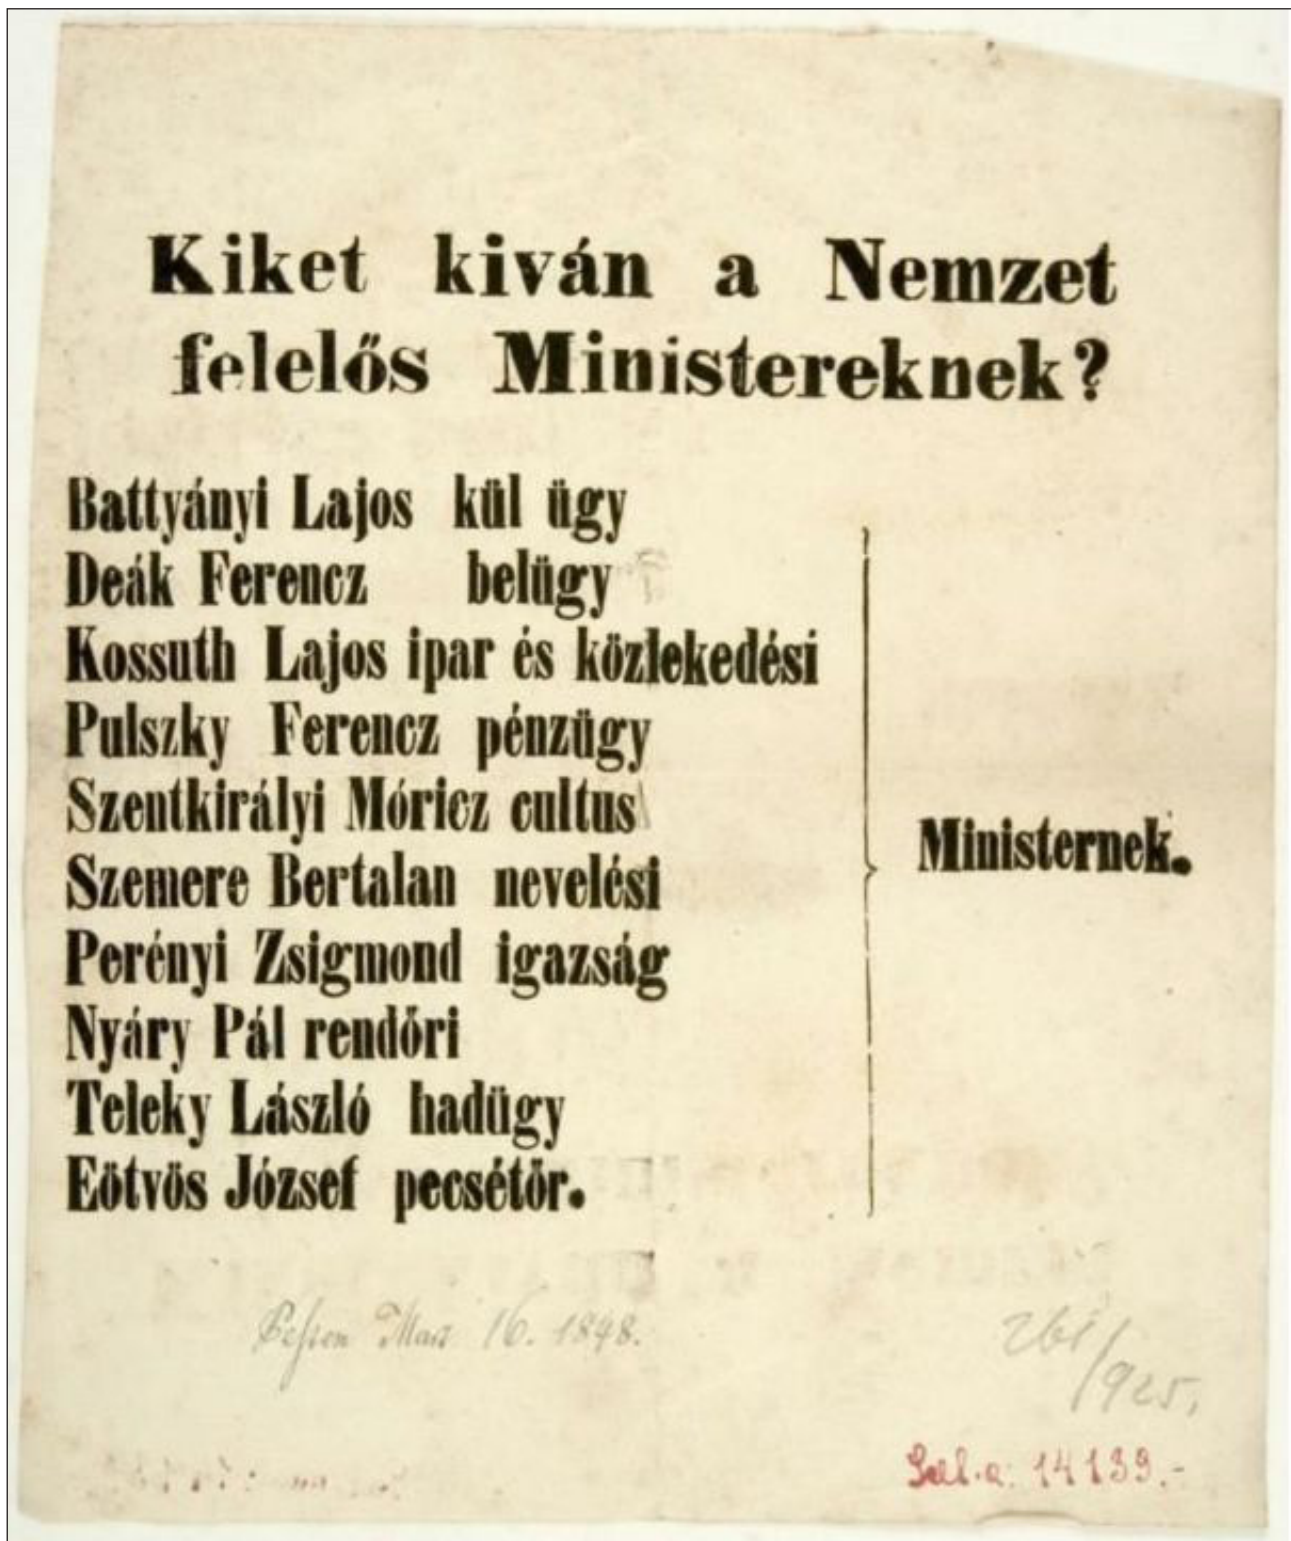 Kiket kiván a Nemzet
felelős Ministereknek?
Battyányi Lajos kül ügy
Deák Ferencz belügy
Kossuth Lajos ipar és közlekedési
Pulszky Ferencz pénzügy
Szentkirályi Móricz cultus
Szemere Bertalan nevelési
Perényi Zsigmond igazság
Nyáry Pál rendőri
Teleky László hadügy
Eötvös József pecsétőr.
Ministernek.
16. 1848.
/925.
14139.-